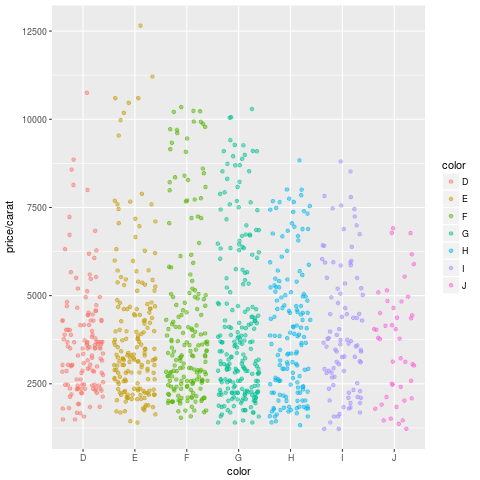 12500
10000
7500
5000
2500
price/carat
D E F G H I J
color
color
D
E
F
G
H
I
J